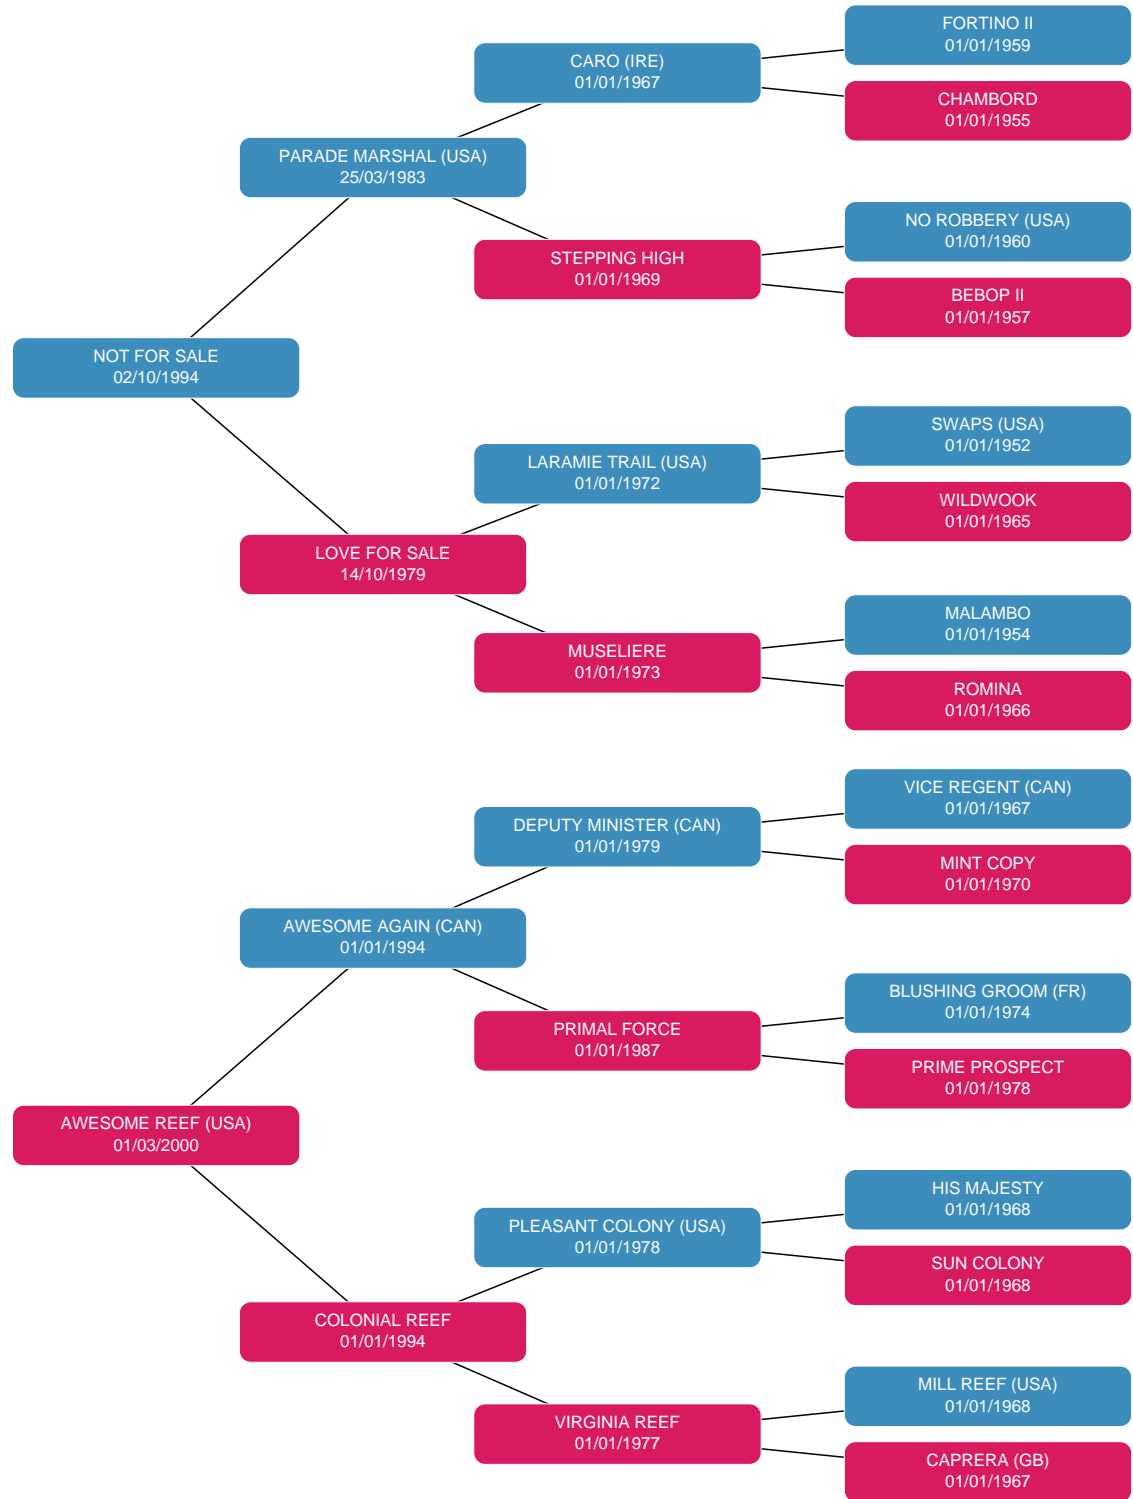 FORTINO II
01/01/1959
CARO (IRE)
01/01/1967
CHAMBORD
01/01/1955
PARADE MARSHAL (USA)
25/03/1983
NO ROBBERY (USA)
01/01/1960
STEPPING HIGH
01/01/1969
BEBOP II
01/01/1957
NOT FOR SALE
02/10/1994
SWAPS (USA)
01/01/1952
LARAMIE TRAIL (USA)
01/01/1972
WILDWOOK
01/01/1965
LOVE FOR SALE
14/10/1979
MALAMBO
01/01/1954
MUSELIERE
01/01/1973
ROMINA
01/01/1966
VICE REGENT (CAN)
01/01/1967
DEPUTY MINISTER (CAN)
01/01/1979
MINT COPY
01/01/1970
AWESOME AGAIN (CAN)
01/01/1994
BLUSHING GROOM (FR)
01/01/1974
PRIMAL FORCE
01/01/1987
PRIME PROSPECT
01/01/1978
AWESOME REEF (USA)
01/03/2000
HIS MAJESTY
01/01/1968
PLEASANT COLONY (USA)
01/01/1978
SUN COLONY
01/01/1968
COLONIAL REEF
01/01/1994
MILL REEF (USA)
01/01/1968
VIRGINIA REEF
01/01/1977
CAPRERA (GB)
01/01/1967